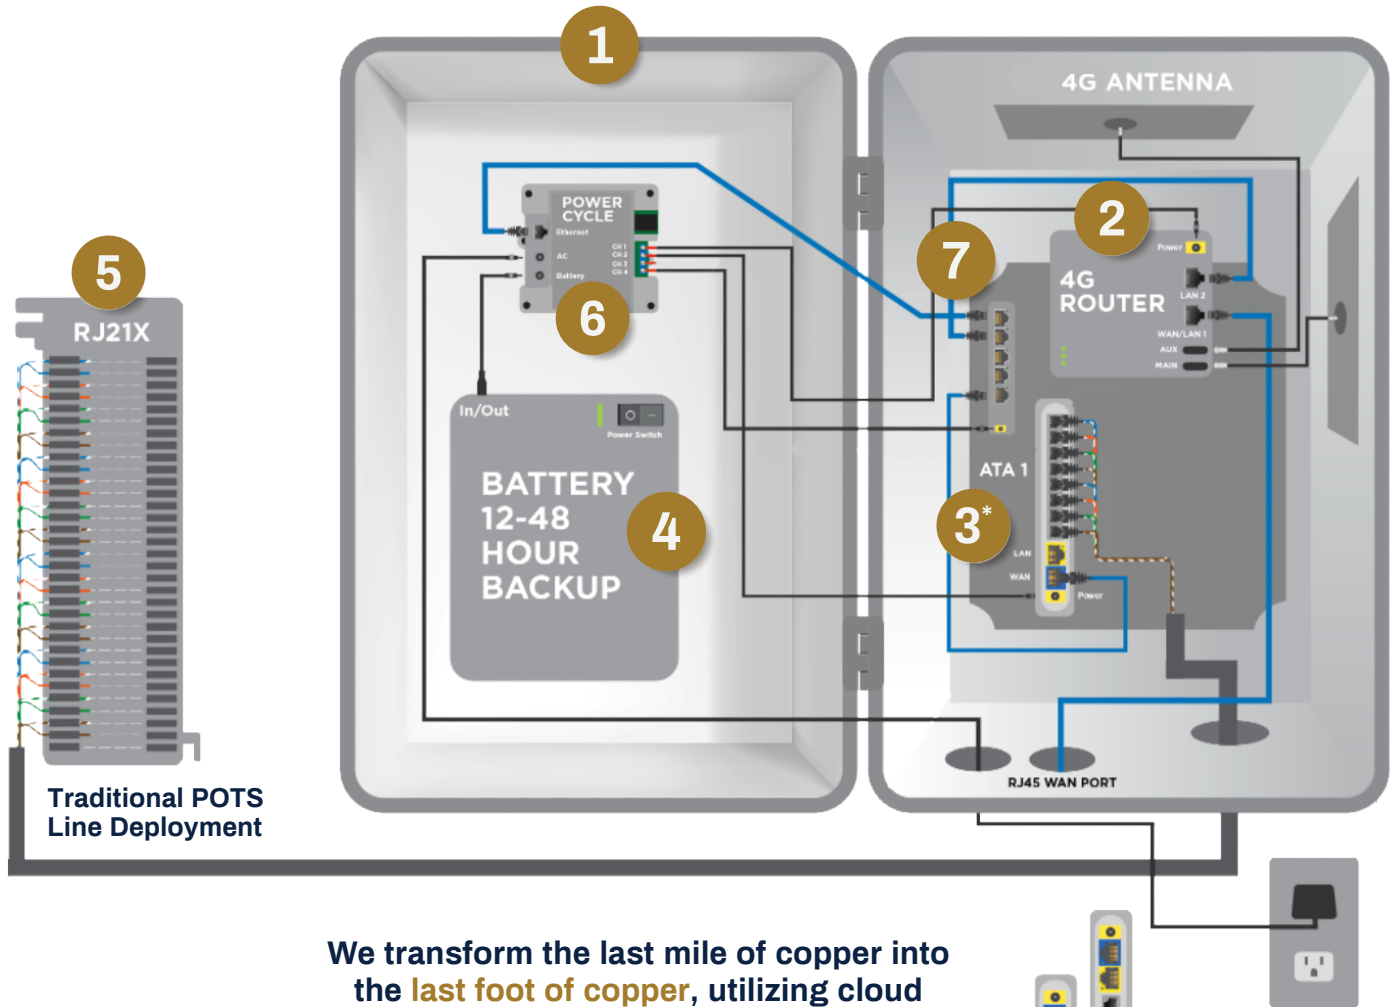 1
4G ANTENNA
POWER
CYCLE
Ethernet
AC
Battery
CH 1
CH 2
CH 3
CH 4
6
2
Power
4G
ROUTER
LAN 2
WAN/LAN 1
AUX
MAIN
7
5
RJ21X
In/Out
Power Switch
BATTERY
12-48
HOUR
BACKUP
4
ATA 1
3*
LAN
WAN
Power
RJ45 WAN PORT
Traditional POTS
Line Deployment
We transform the last mile of copper into
the last foot of copper, utilizing cloud